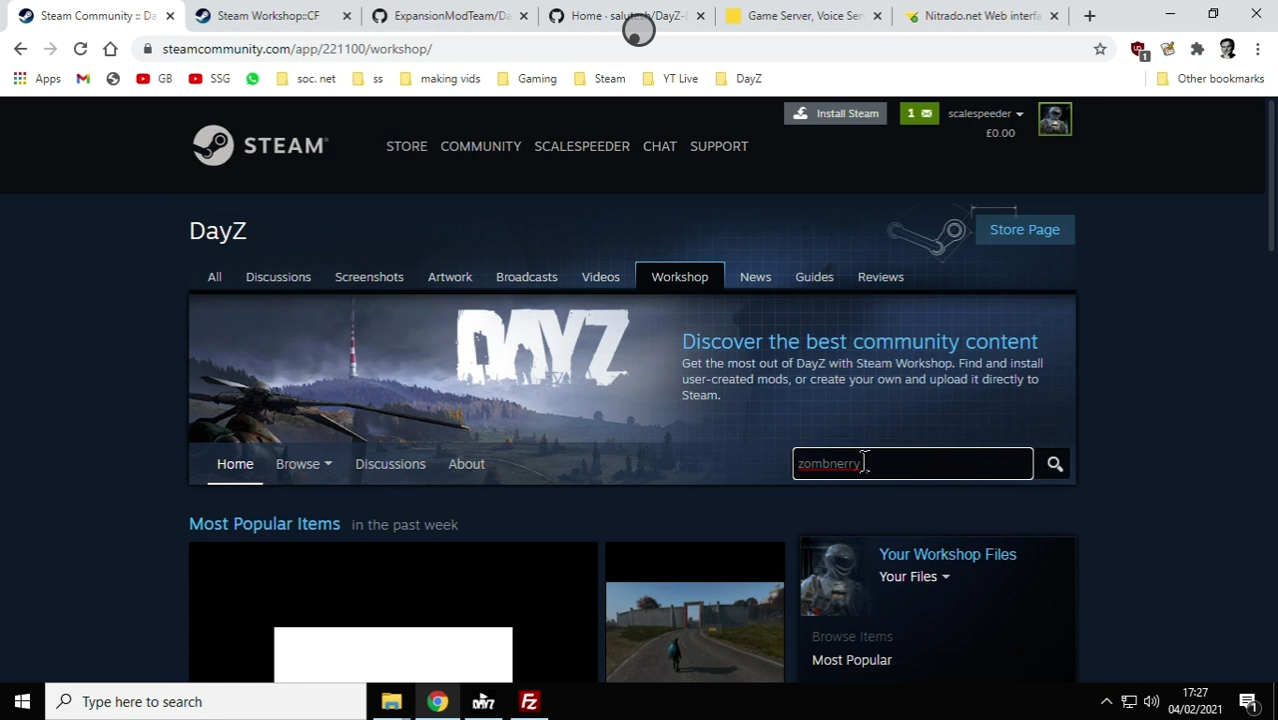 Steam Community :: Da
Steam Workshop::CF
ExpansionModTeam/Da
Home · salutesh/DayZ-E
Game Server, Voice Serv
Nitrado.net Web interfa
steamcommunity.com/app/221100/workshop/
1
Apps
GB
SSG
soc. net
ss
making vids
Gaming
Steam
YT Live
DayZ
Other bookmarks
Install Steam
1
scalespeeder
£0.00
STEAM
STORE
COMMUNITY
SCALESPEEDER
CHAT
SUPPORT
DayZ
Store Page
All
Discussions
Screenshots
Artwork
Broadcasts
Videos
Workshop
News
Guides
Reviews
DAYZ
Discover the best community content
Get the most out of DayZ with Steam Workshop. Find and install
user-created mods, or create your own and upload it directly to
Steam.
Home
Browse
Discussions
About
zombnerry
Most Popular Items in the past week
Your Workshop Files
Your Files
Browse Items
Most Popular
Type here to search
DAYZ
Fz
17:27
04/02/2021
1